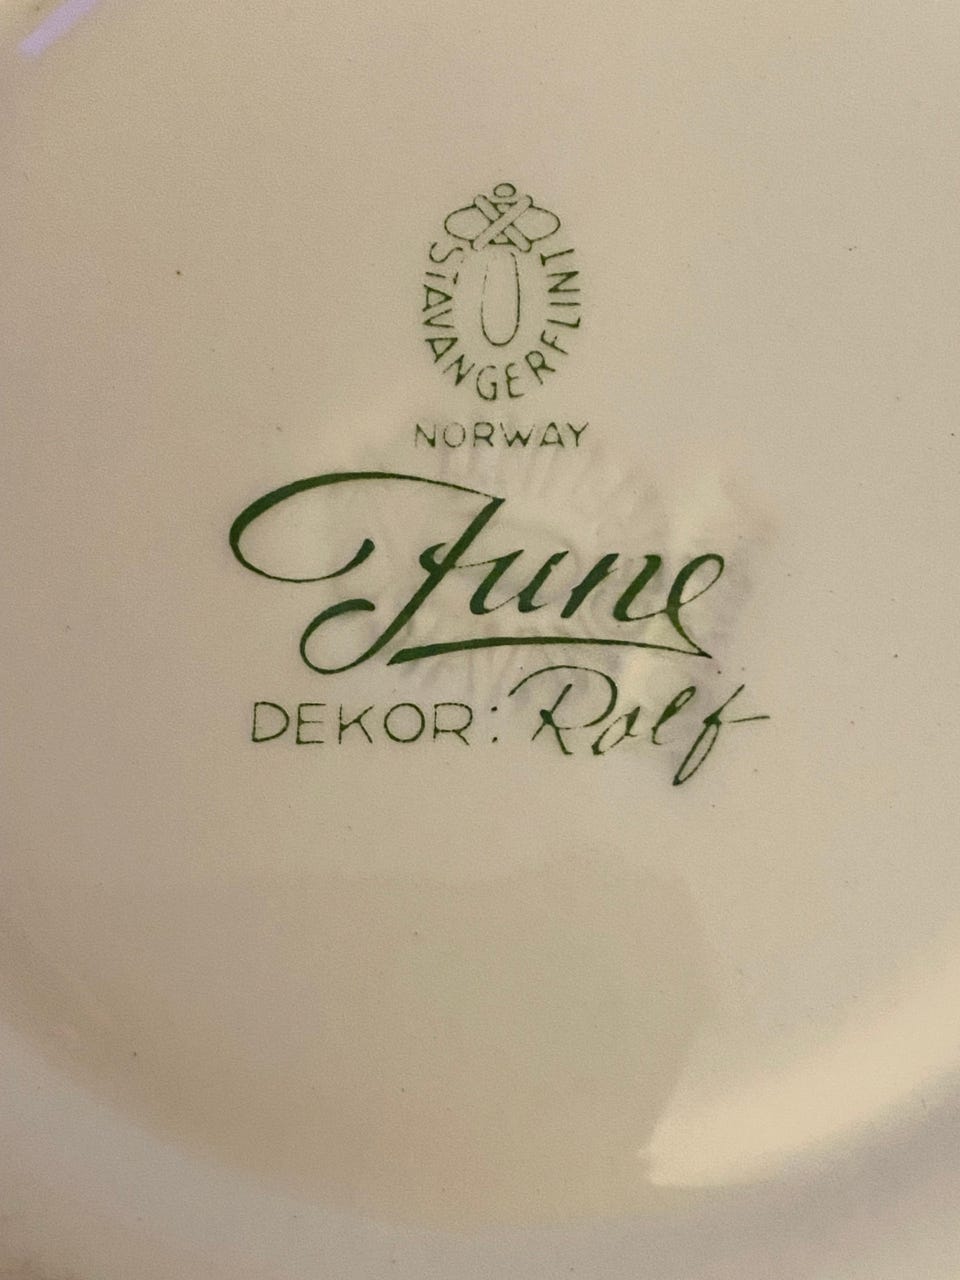 STAVANGERFLINT
NORWAY
June
DEKOR: Rolf